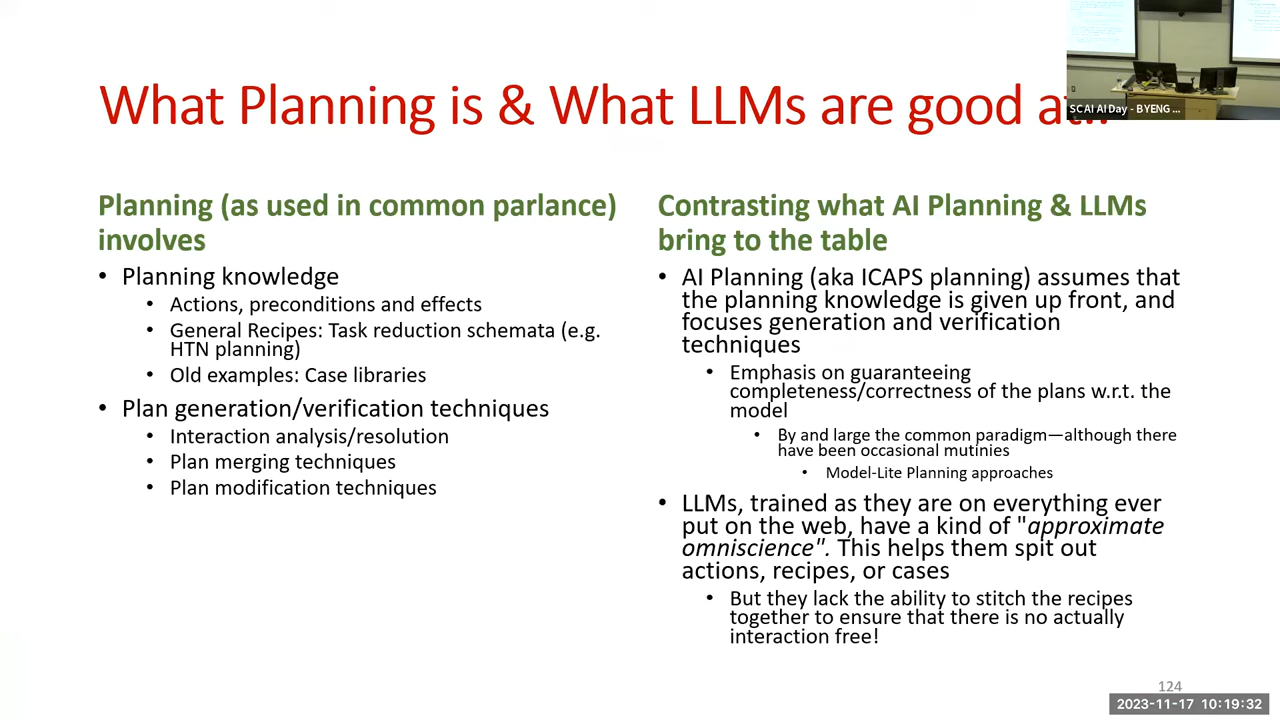 What Planning is & What LLMs are good at..
SCAI AI Day - BYENG ...
Planning (as used in common parlance)
involves
• Planning knowledge
• Actions, preconditions and effects
• General Recipes: Task reduction schemata (e.g.
HTN planning)
• Old examples: Case libraries
• Plan generation/verification techniques
• Interaction analysis/resolution
• Plan merging techniques
• Plan modification techniques
Contrasting what AI Planning & LLMs
bring to the table
• AI Planning (aka ICAPS planning) assumes that
the planning knowledge is given up front, and
focuses generation and verification
techniques
• Emphasis on guaranteeing
completeness/correctness of the plans w.r.t. the
model
• By and large the common paradigm—although there
have been occasional mutinies
• Model-Lite Planning approaches
• LLMs, trained as they are on everything ever
put on the web, have a kind of "approximate
omniscience". This helps them spit out
actions, recipes, or cases
• But they lack the ability to stitch the recipes
together to ensure that there is no actually
interaction free!
124
2023-11-17 10:19:32